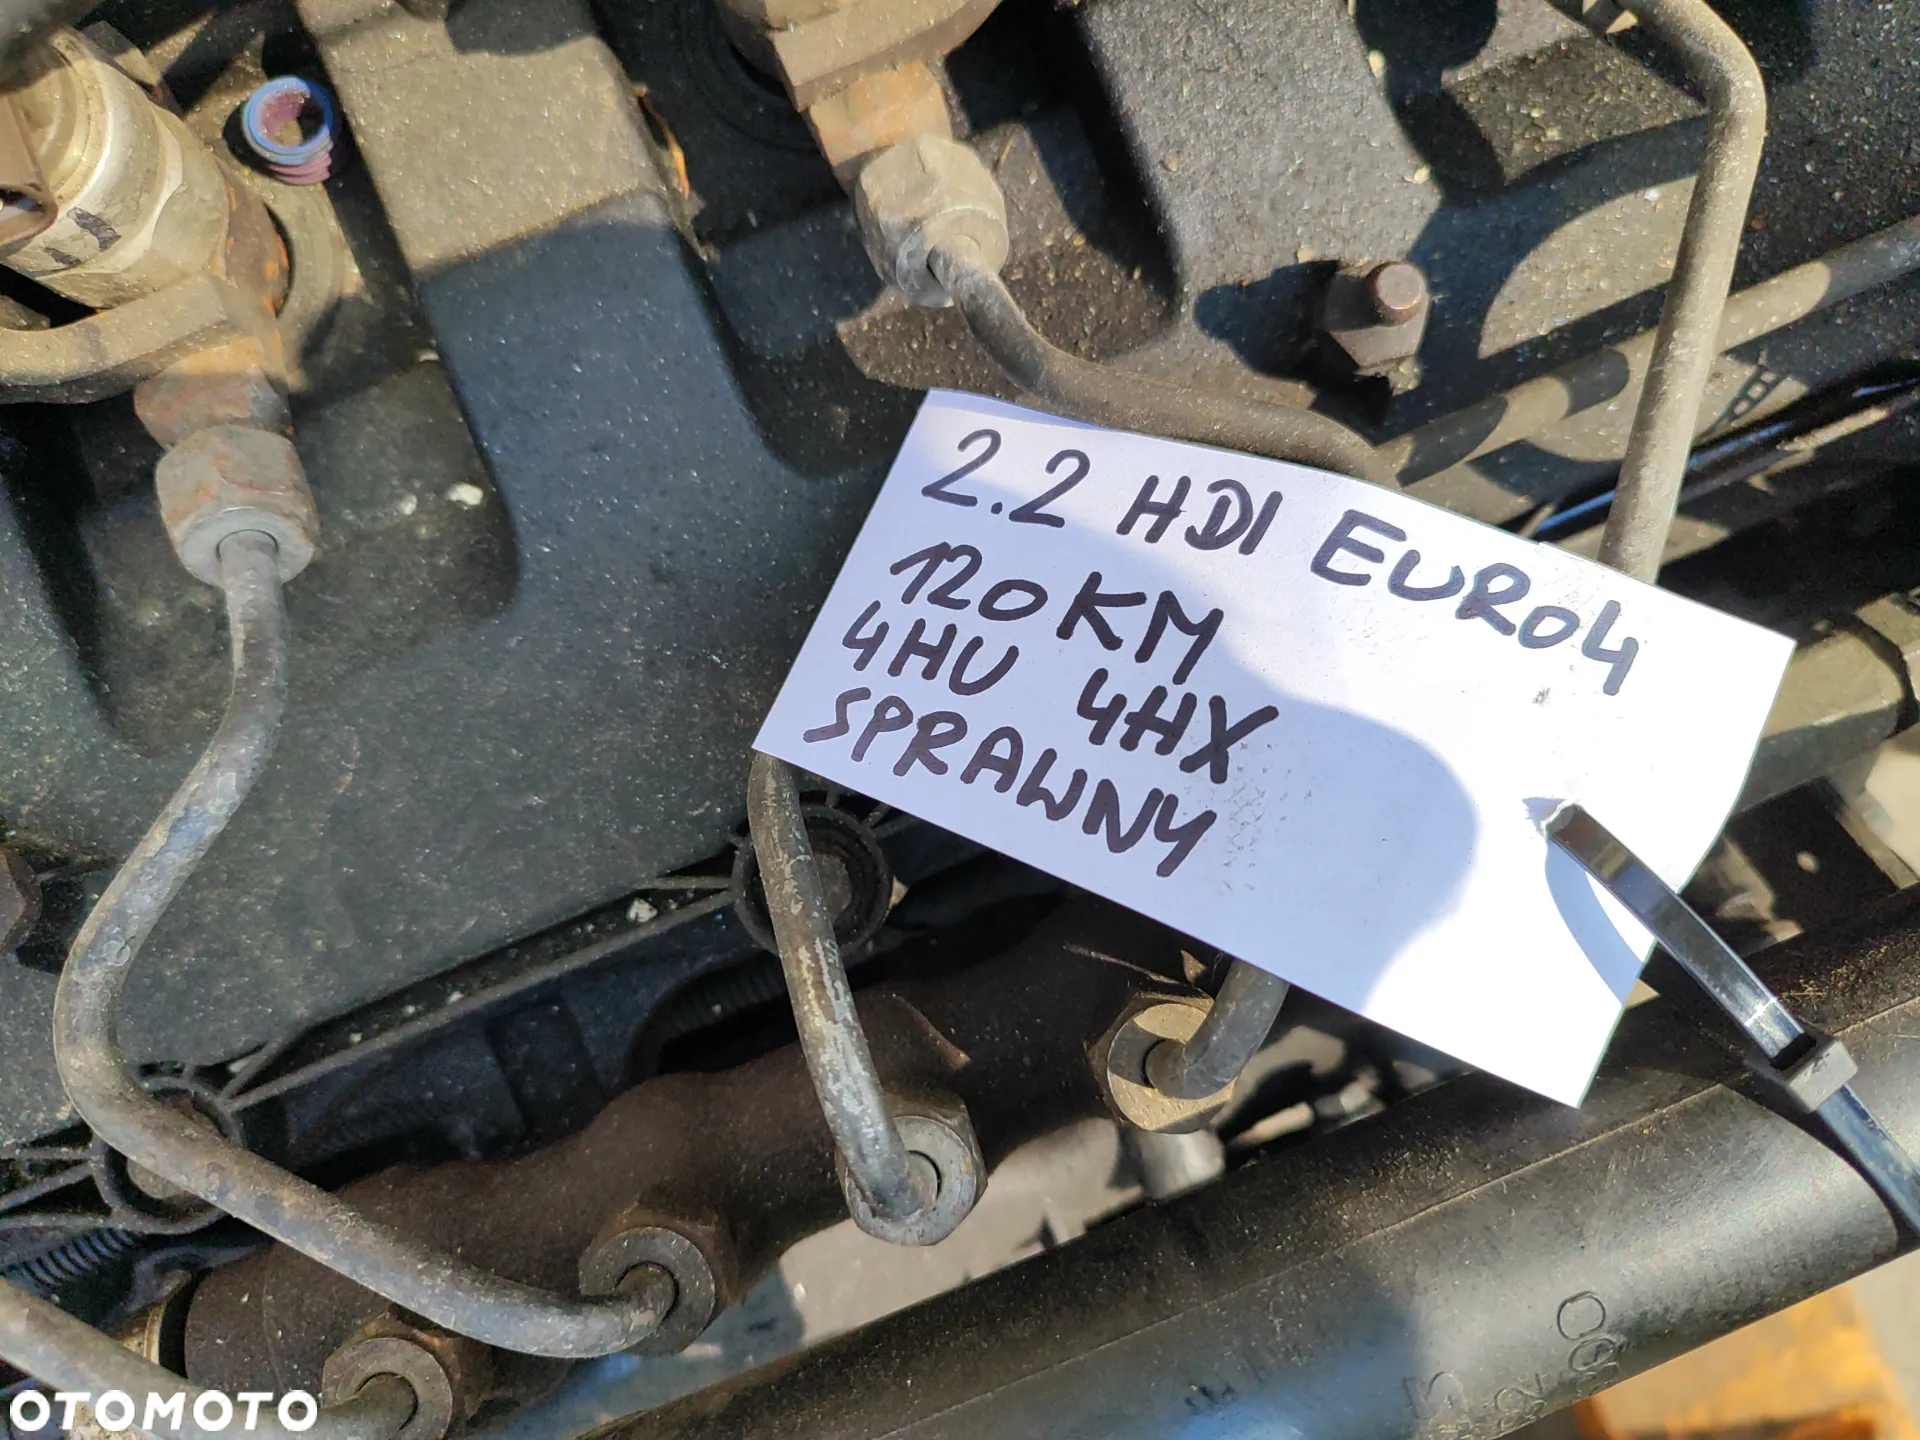 2.2 HDI EURO4
120KM
4HU 4HX
SPRAWNY
OTOMOTO